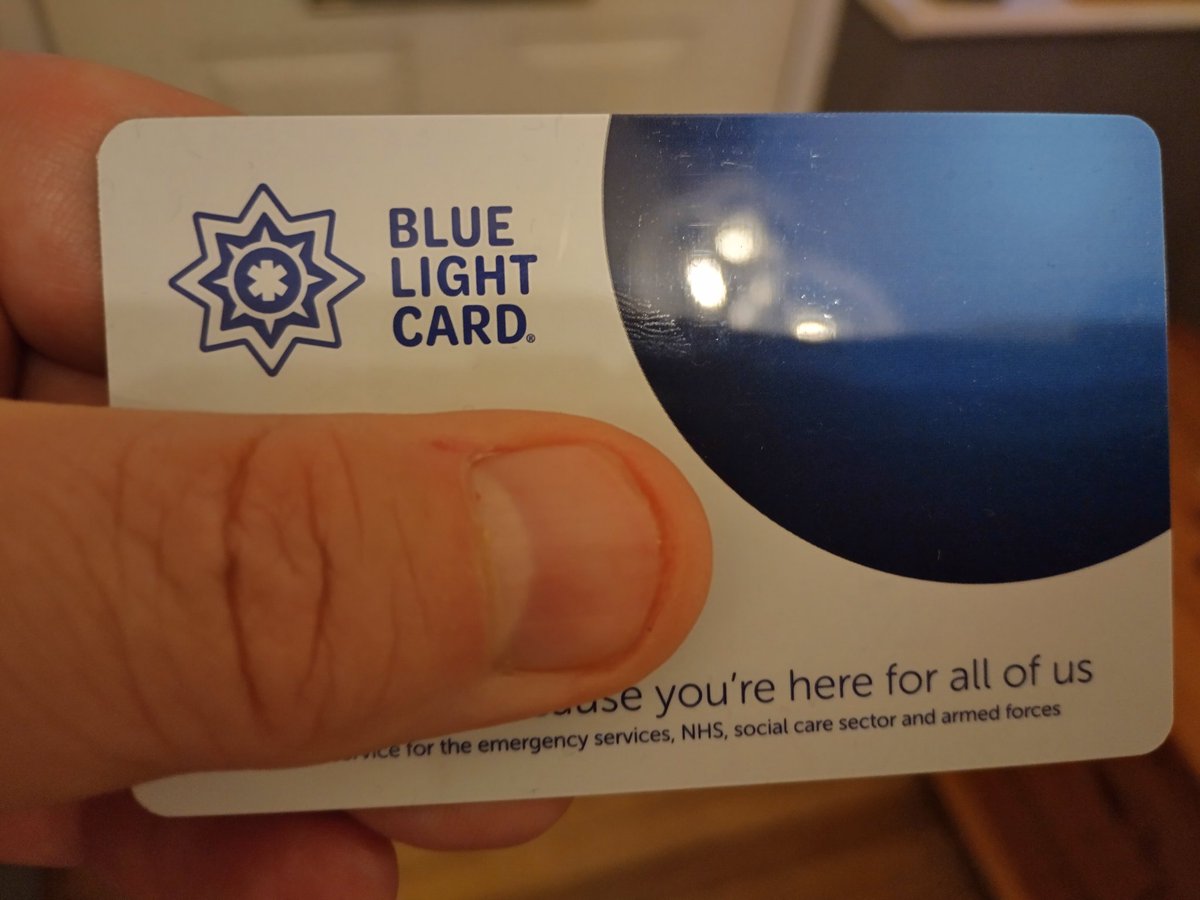 BLUE
LIGHT
CARD®
you're here for all of us
for the emergency services, NHS, social care sector and armed forces